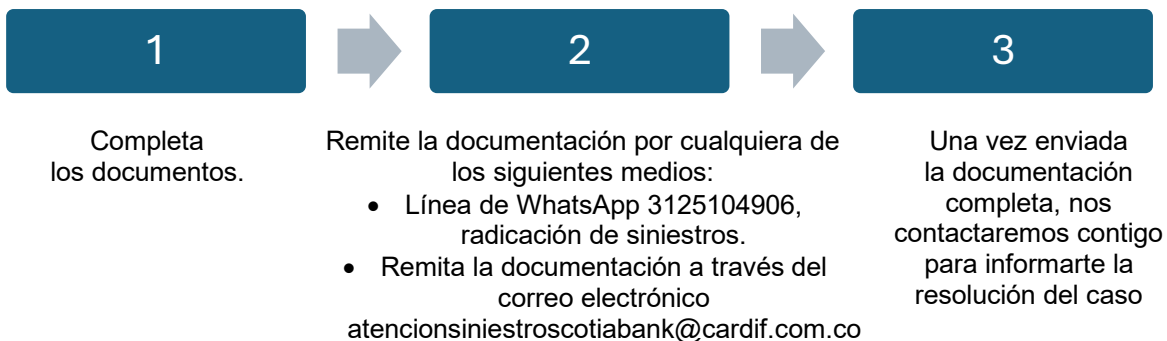 1
Completa
los documentos.
2
Remite la documentación por cualquiera de
los siguientes medios:
• Línea de WhatsApp 3125104906,
radicación de siniestros.
• Remita la documentación a través del
correo electrónico
atencionsiniestroscotiabank@cardif.com.co
3
Una vez enviada
la documentación
completa, nos
contactaremos contigo
para informarte la
resolución del caso